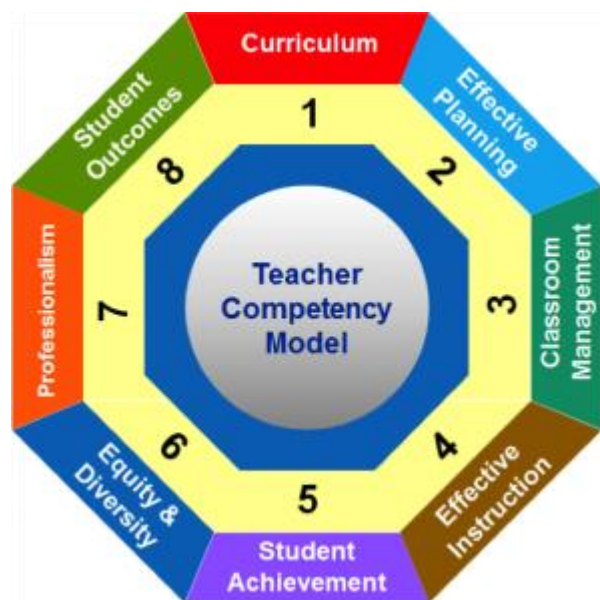 Curriculum
1
Effective
Planning
2
Classroom
Management
3
Effective
Instruction
4
Student
Achievement
5
Equity &
Diversity
6
Professionalism
7
Student
Outcomes
8
Teacher
Competency
Model